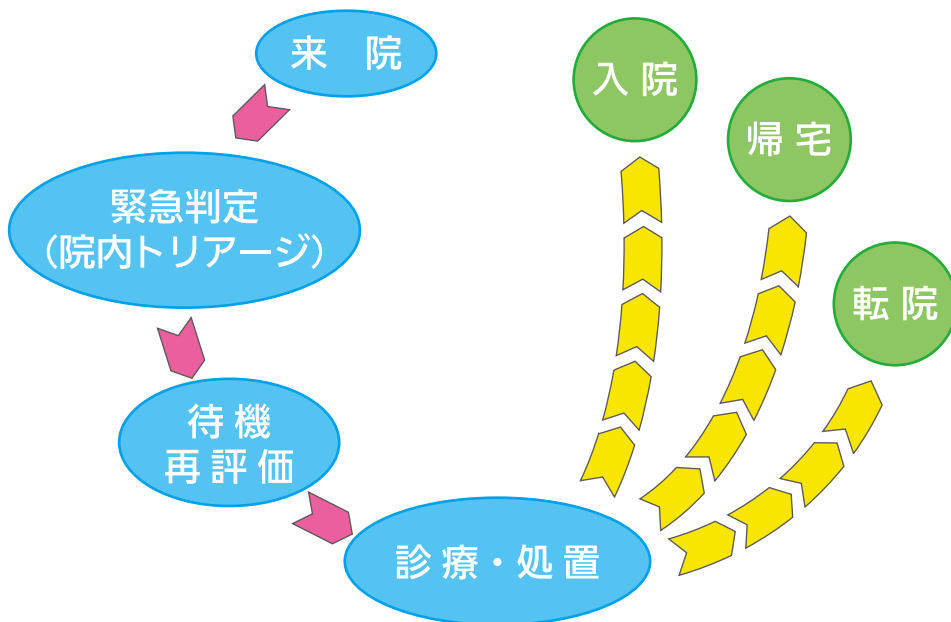 来　院
緊急判定
（院内トリアージ）
待機
再評価
診療・処置
入院
帰宅
転院